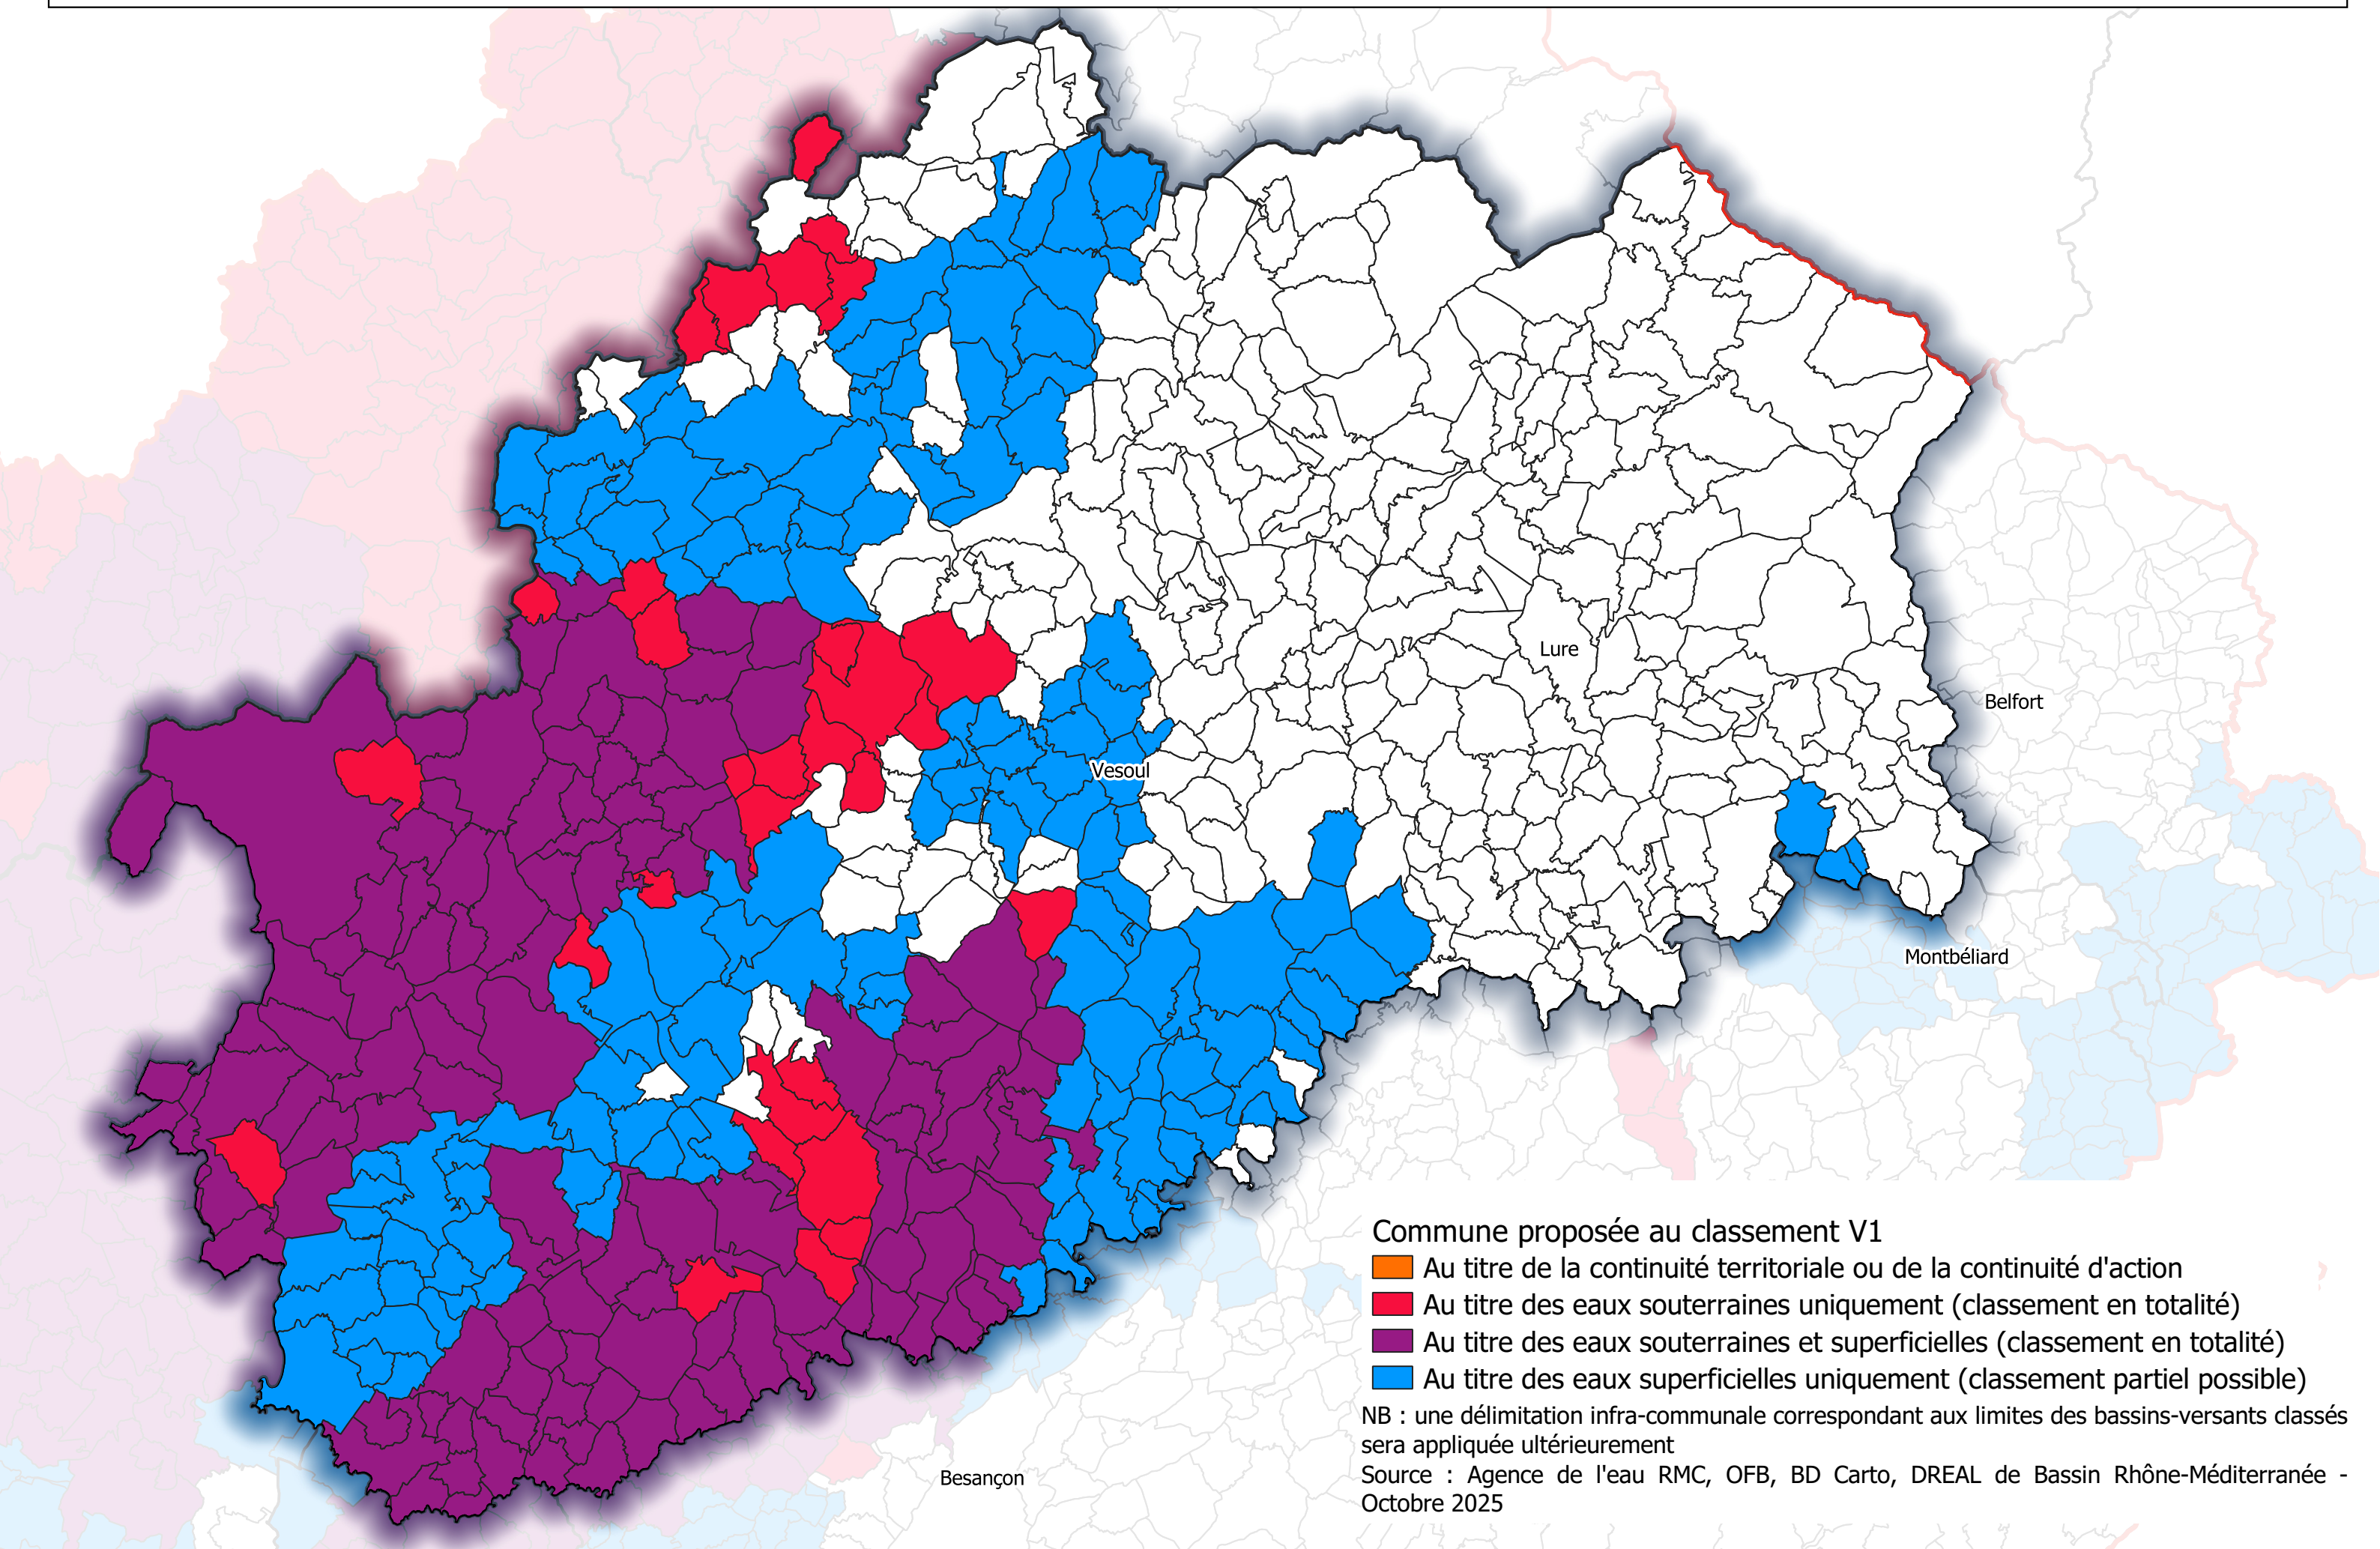 Lure
Belfort
Vesoul
Montbéliard
Commune proposée au classement V1
Au titre de la continuité territoriale ou de la continuité d'action
Au titre des eaux souterraines uniquement (classement en totalité)
Au titre des eaux souterraines et superficielles (classement en totalité)
Au titre des eaux superficielles uniquement (classement partiel possible)
NB : une délimitation infra-communale correspondant aux limites des bassins-versants classés
sera appliquée ultérieurement
Source : Agence de l'eau RMC, OFB, BD Carto, DREAL de Bassin Rhône-Méditerranée -
Octobre 2025
Besançon